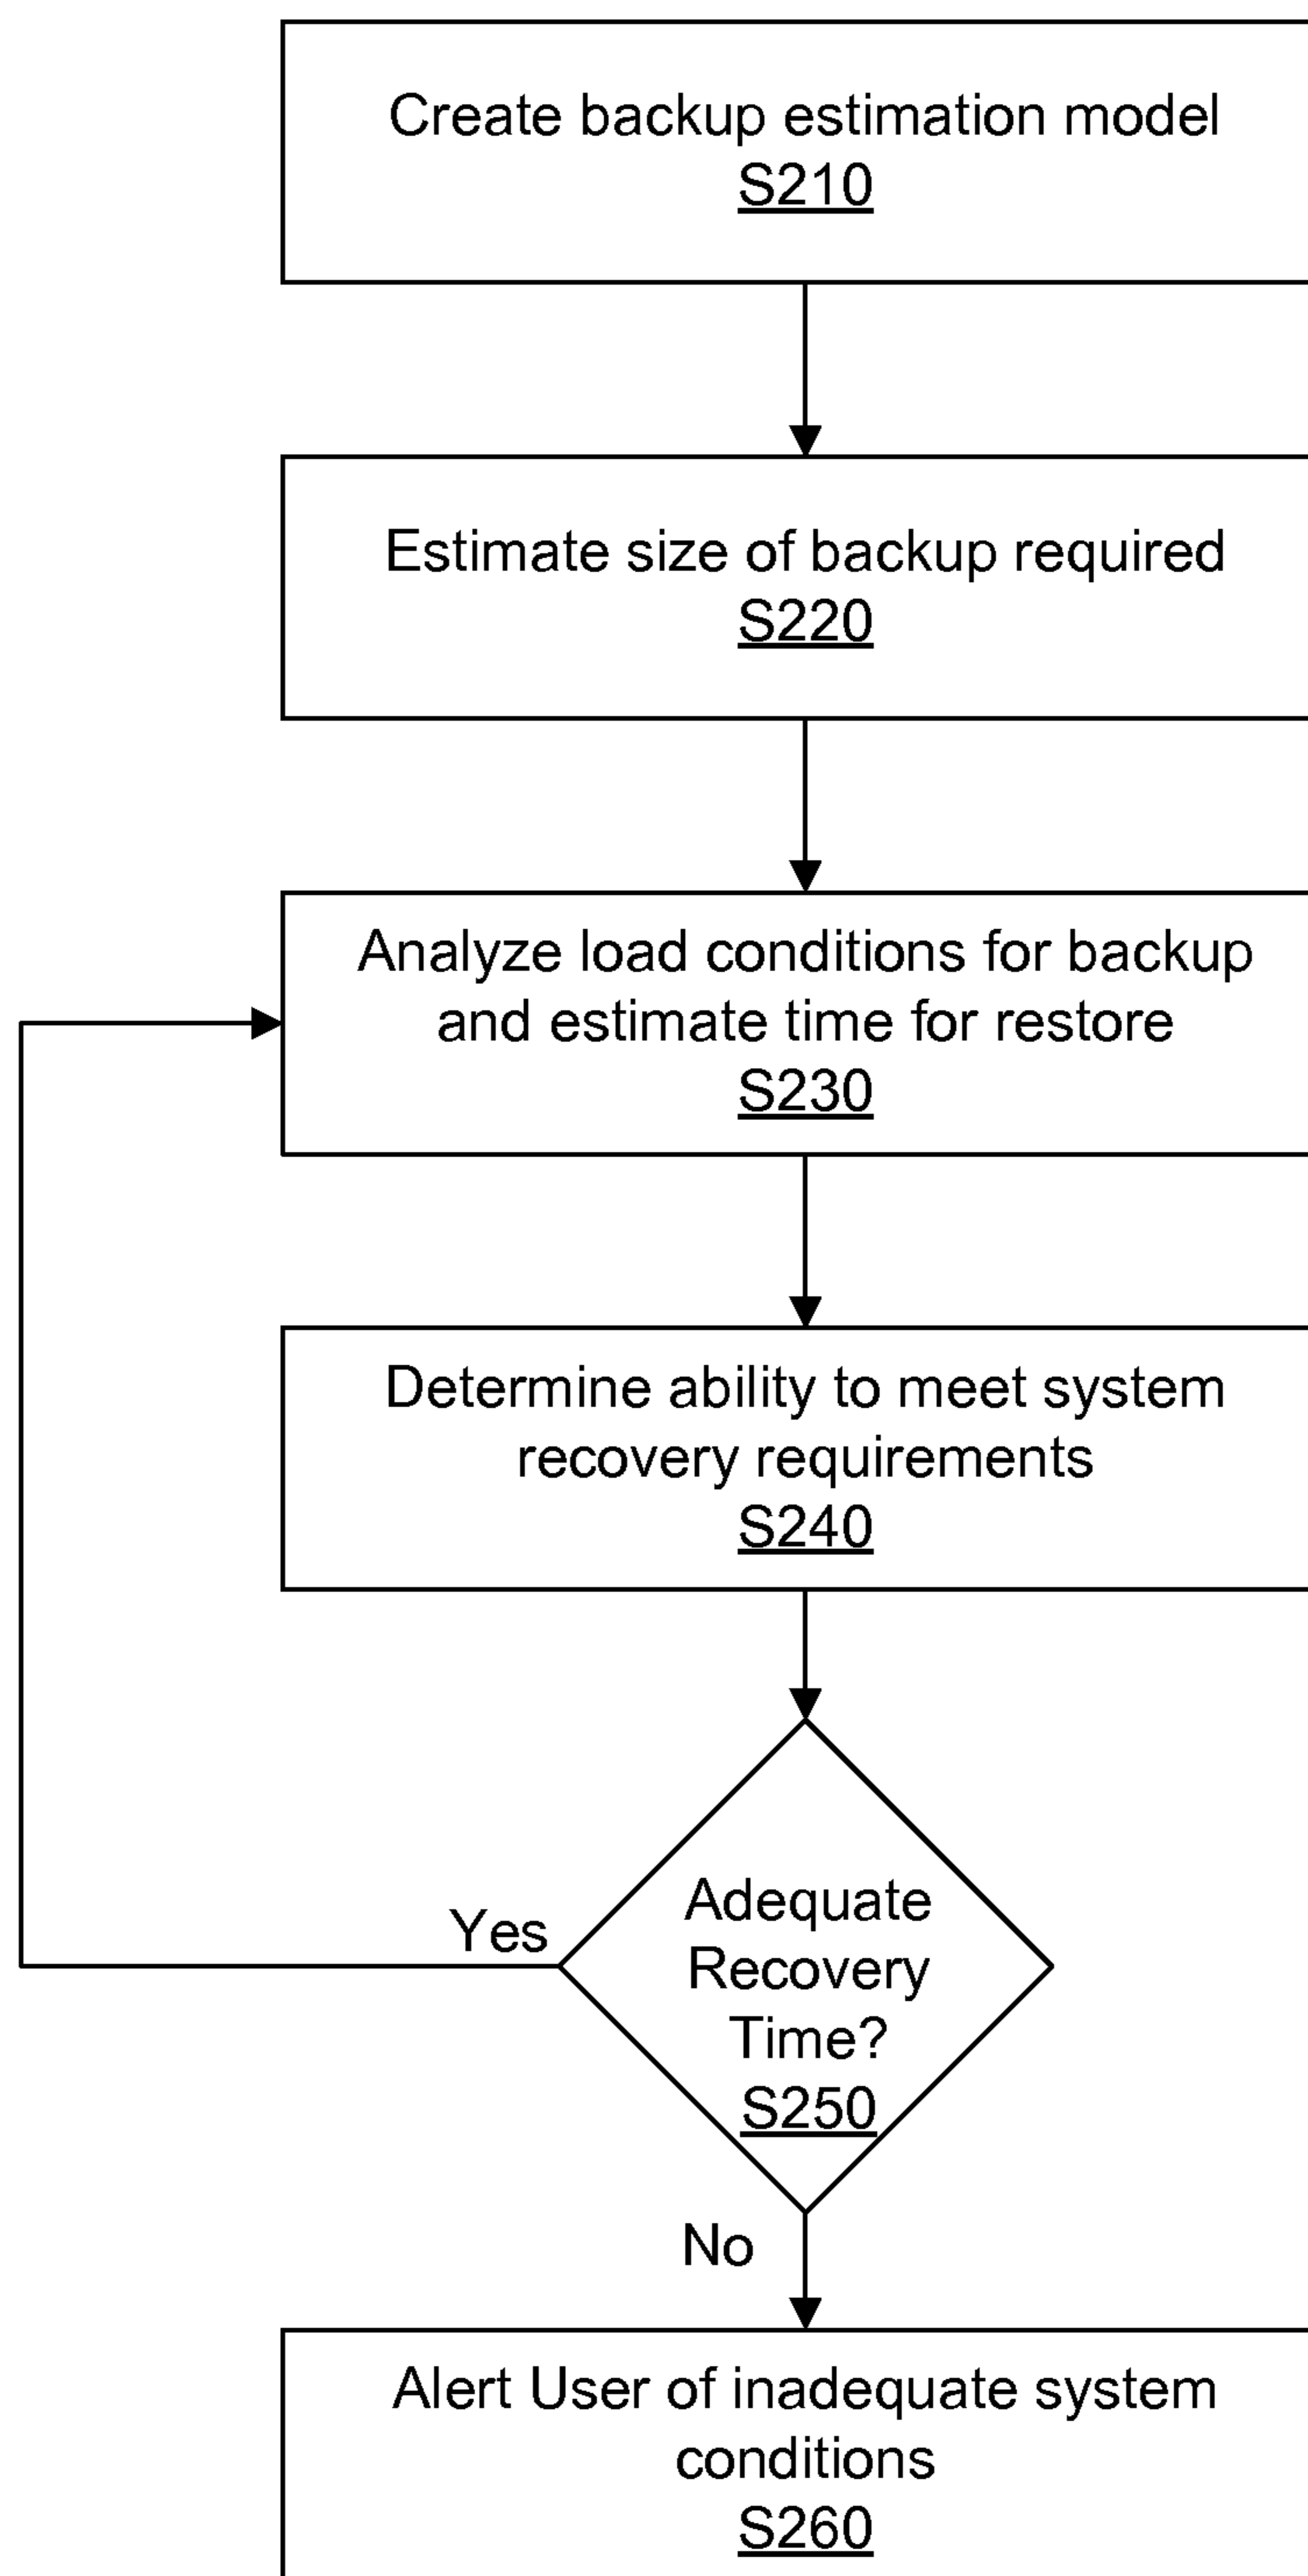 Create backup estimation model
S210
Estimate size of backup required
S220
Analyze load conditions for backup
and estimate time for restore
S230
Determine ability to meet system
recovery requirements
S240
Adequate
Recovery
Time?
S250
Yes
No
Alert User of inadequate system
conditions
S260